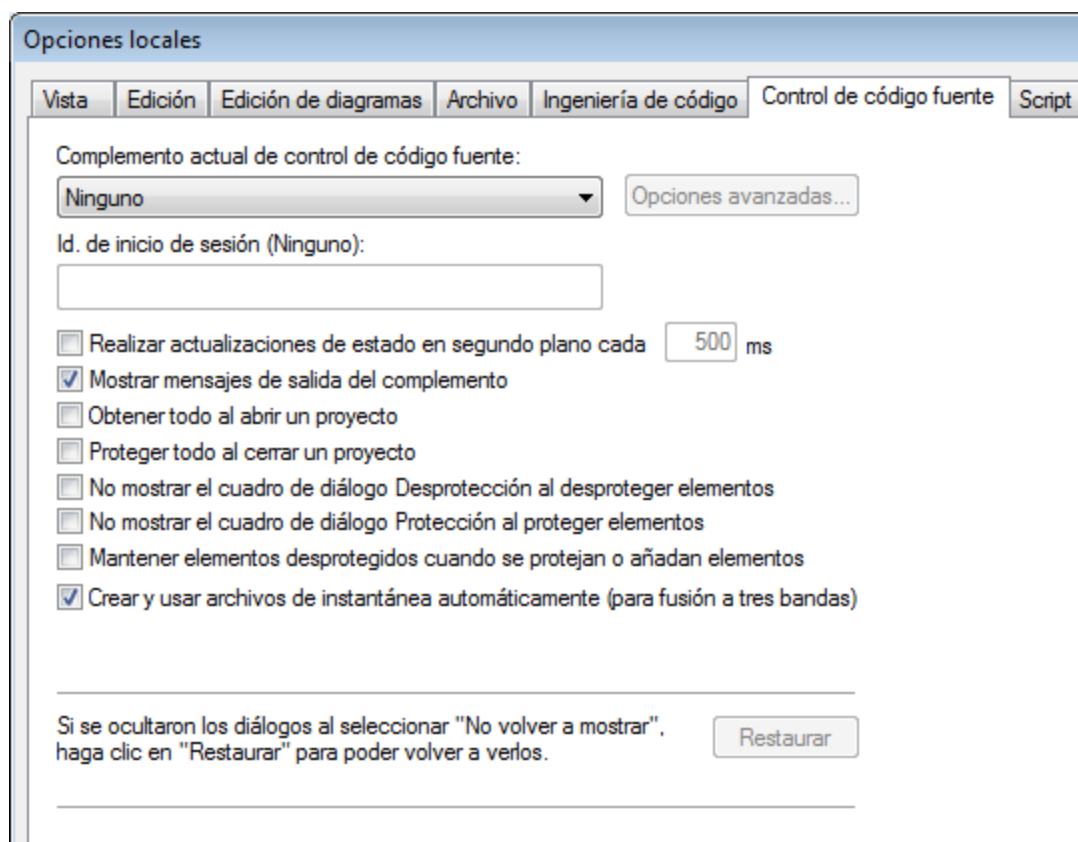 Opciones locales
Vista Edición Edición de diagramas Archivo Ingeniería de código Control de código fuente Script
Complemento actual de control de código fuente:
Ninguno Opciones avanzadas...
Id. de inicio de sesión (Ninguno):
Realizar actualizaciones de estado en segundo plano cada 500 ms
Mostrar mensajes de salida del complemento
Obtener todo al abrir un proyecto
Proteger todo al cerrar un proyecto
No mostrar el cuadro de diálogo Desprotección al desproteger elementos
No mostrar el cuadro de diálogo Protección al proteger elementos
Mantener elementos desprotegidos cuando se protejan o añadan elementos
Crear y usar archivos de instantánea automáticamente (para fusión a tres bandas)
Si se ocultaron los diálogos al seleccionar "No volver a mostrar",
haga clic en "Restaurar" para poder volver a verlos.
Restaurar